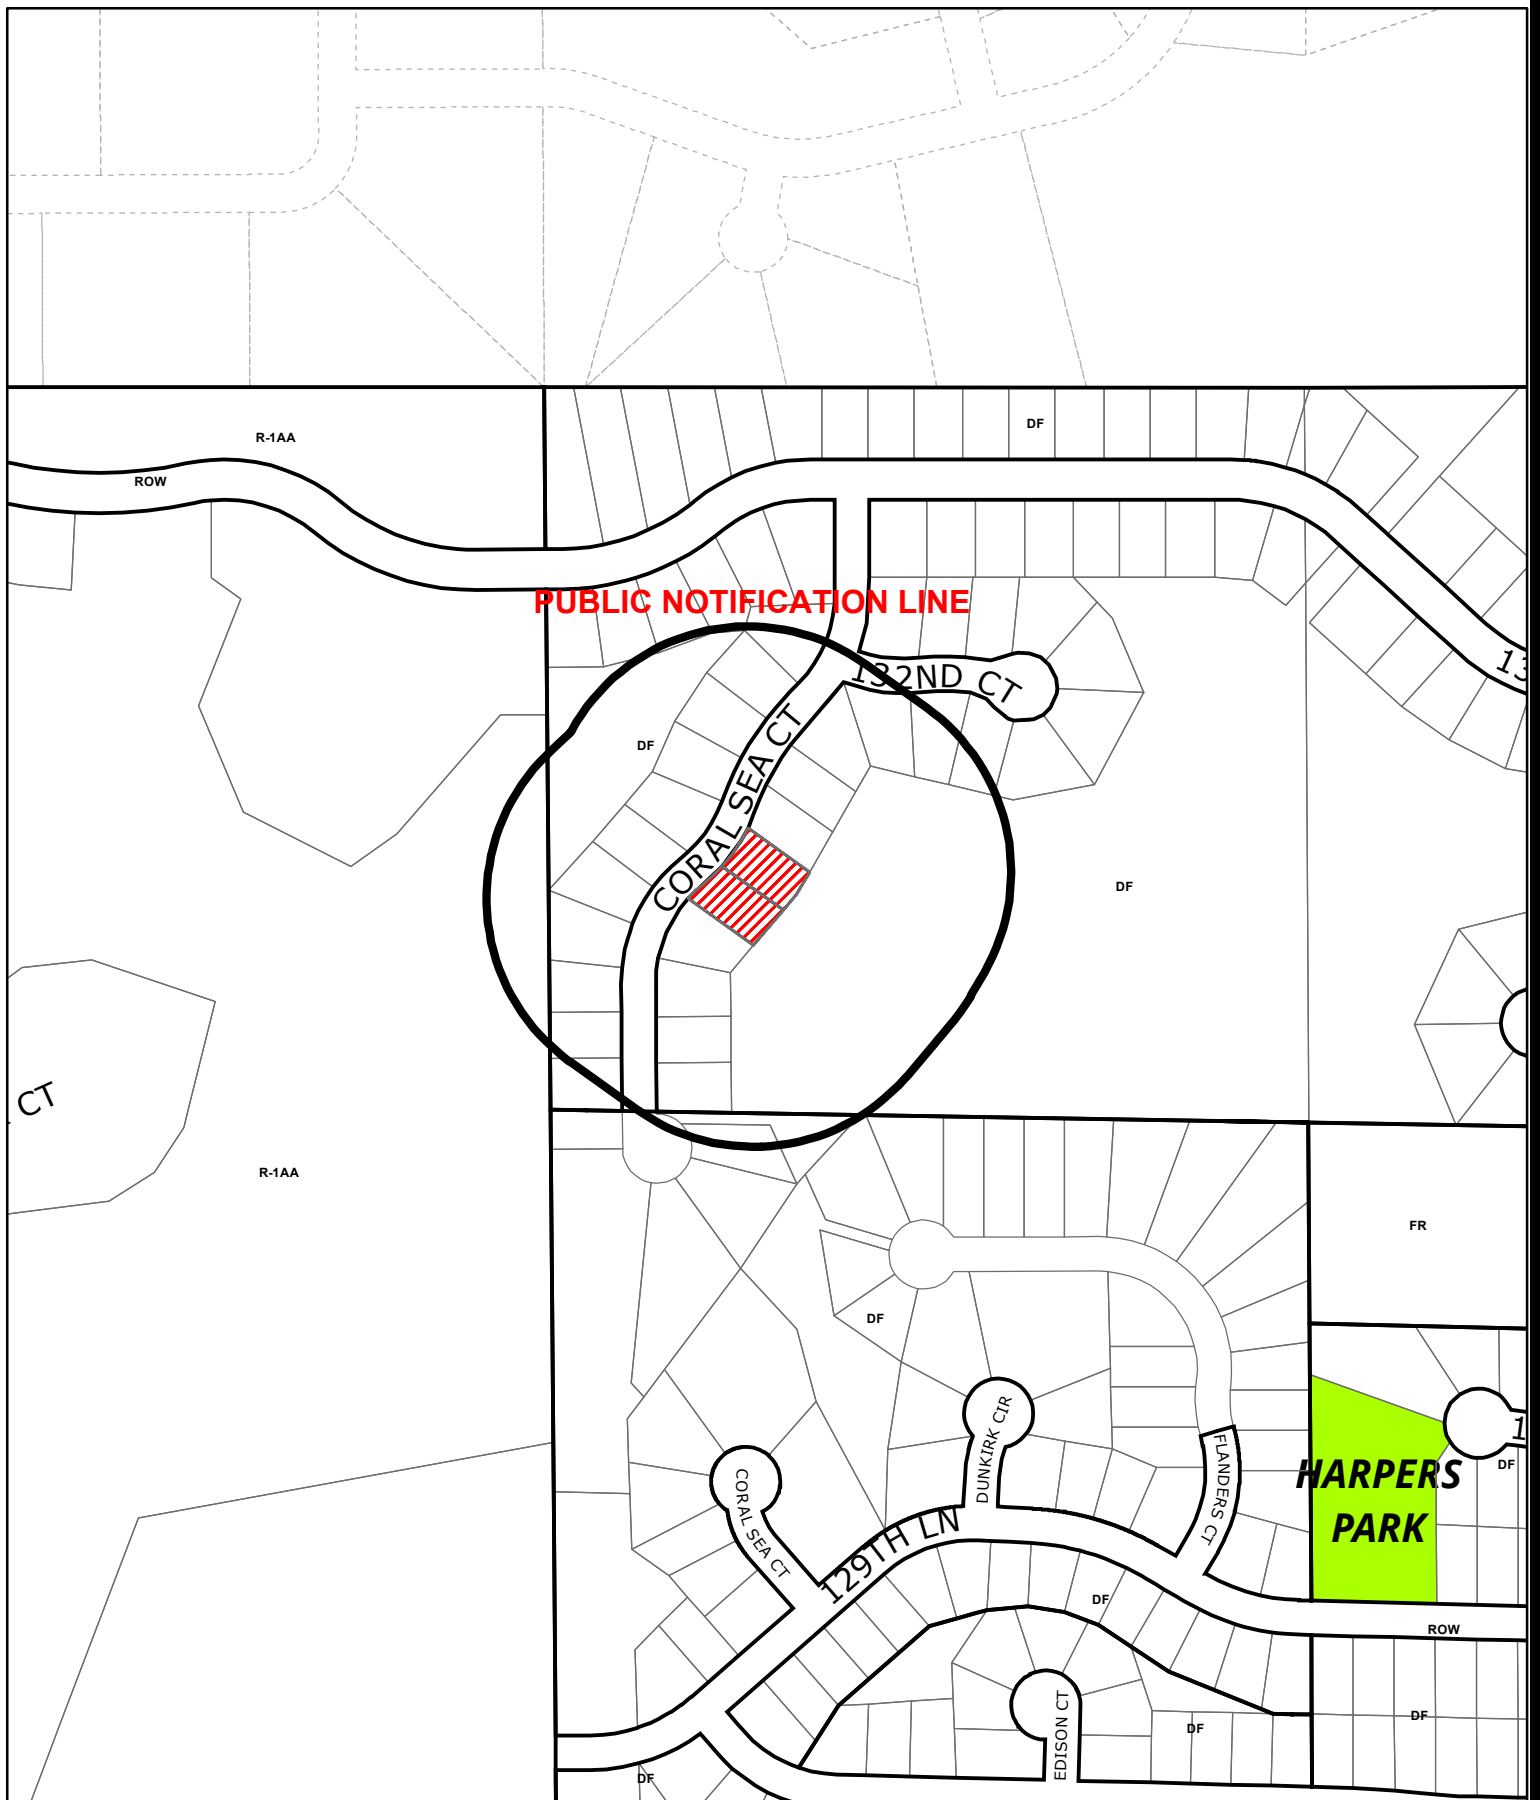 DF
R-1AA
ROW
PUBLIC NOTIFICATION LINE
132ND CT
CORAL SEA CT
DF
DF
CT
R-1AA
FR
DF
DUNKIRK CIR
FLANDERS CT
HARPERS
PARK
DF
CORAL SEA CT
129TH LN
DF
ROW
EDISON CT
DF
DF
DF